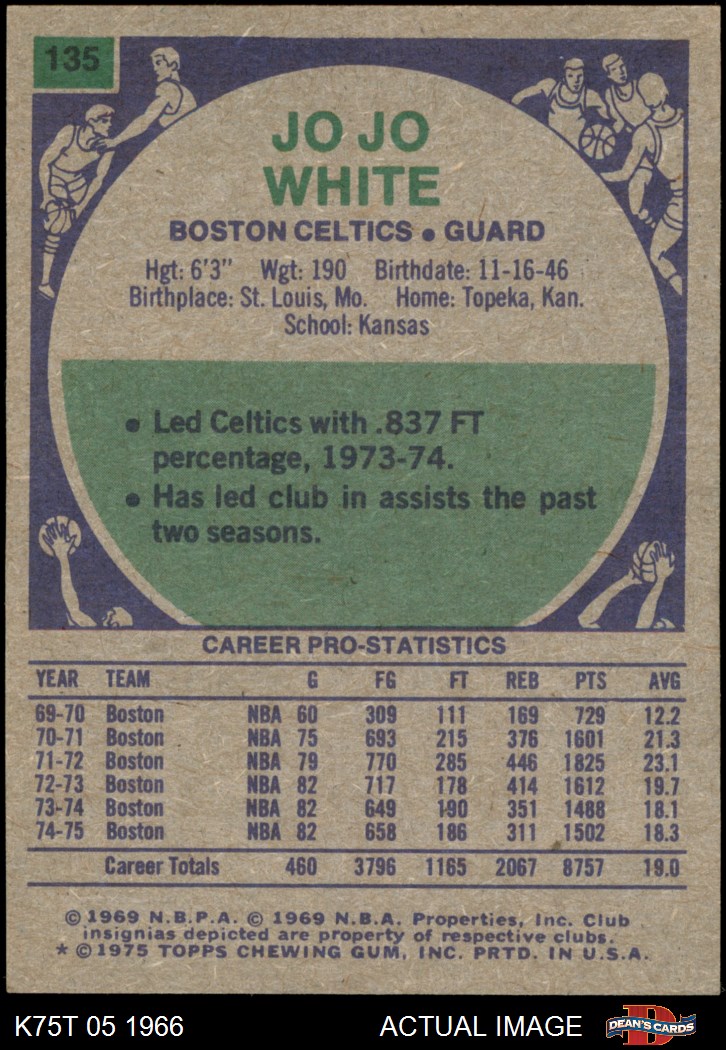 135
JO JO
WHITE
BOSTON CELTICS • GUARD
Hgt: 6'3" Wgt: 190 Birthdate: 11-16-46
Birthplace: St. Louis, Mo. Home: Topeka, Kan.
School: Kansas
• Led Celtics with .837 FT
percentage, 1973-74.
• Has led club in assists the past
two seasons.
CAREER PRO-STATISTICS
YEAR TEAM G FG FT REB PTS AVG
69-70 Boston NBA 60 309 111 169 729 12.2
70-71 Boston NBA 75 693 215 376 1601 21.3
71-72 Boston NBA 79 770 285 446 1825 23.1
72-73 Boston NBA 82 717 178 414 1612 19.7
73-74 Boston NBA 82 649 190 351 1488 18.1
74-75 Boston NBA 82 658 186 311 1502 18.3
Career Totals 460 3796 1165 2067 8757 19.0
© 1969 N.B.P.A. © 1969 N.B.A. Properties, Inc. Club
insignias depicted are property of respective clubs.
* © 1975 TOPPS CHEWING GUM, INC. PRTD. IN U.S.A.
K75T 05 1966 ACTUAL IMAGE D DEAN'S CARDS